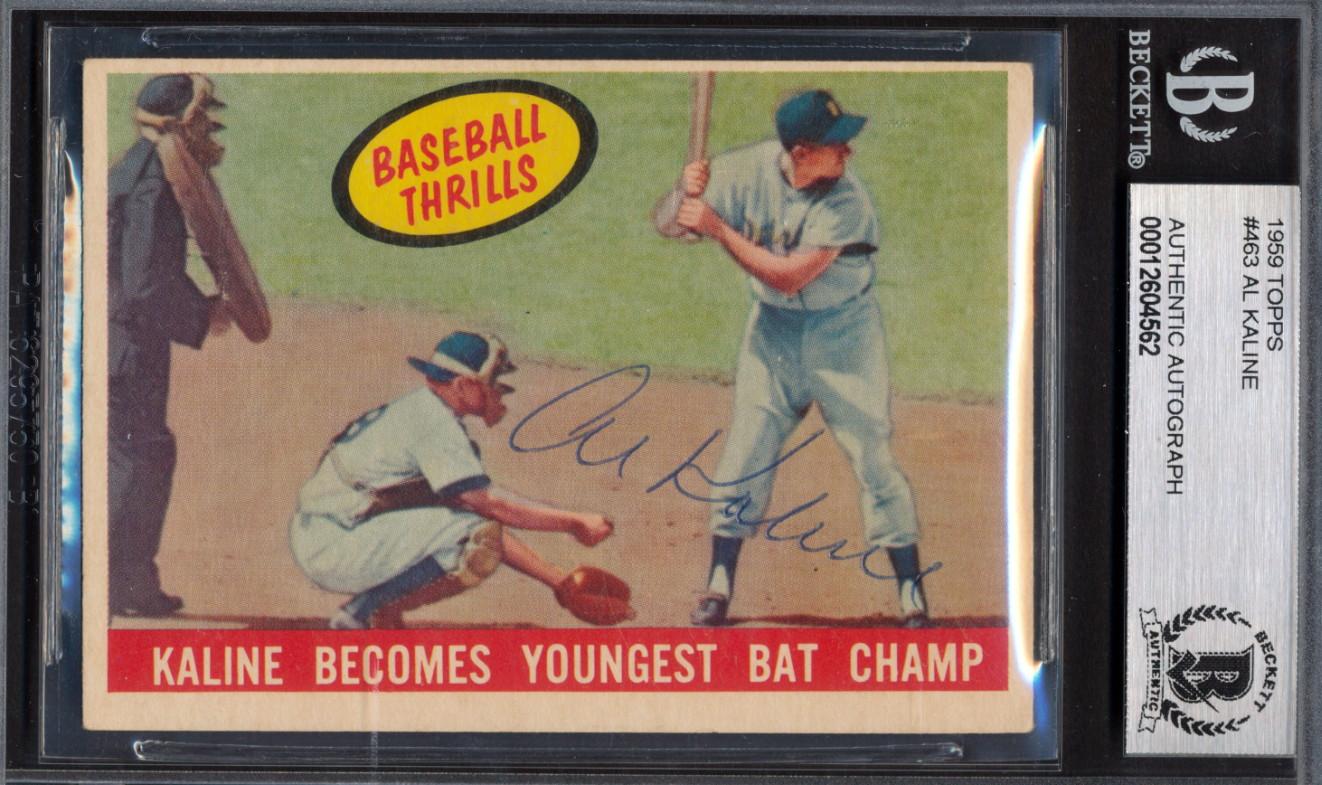 BASEBALL
THRILLS
Al Kaline
KALINE BECOMES YOUNGEST BAT CHAMP
BECKETT®
B
1959 TOPPS
#463 AL KALINE
AUTHENTIC AUTOGRAPH
00012604562
BECKETT
AUTHENTIC